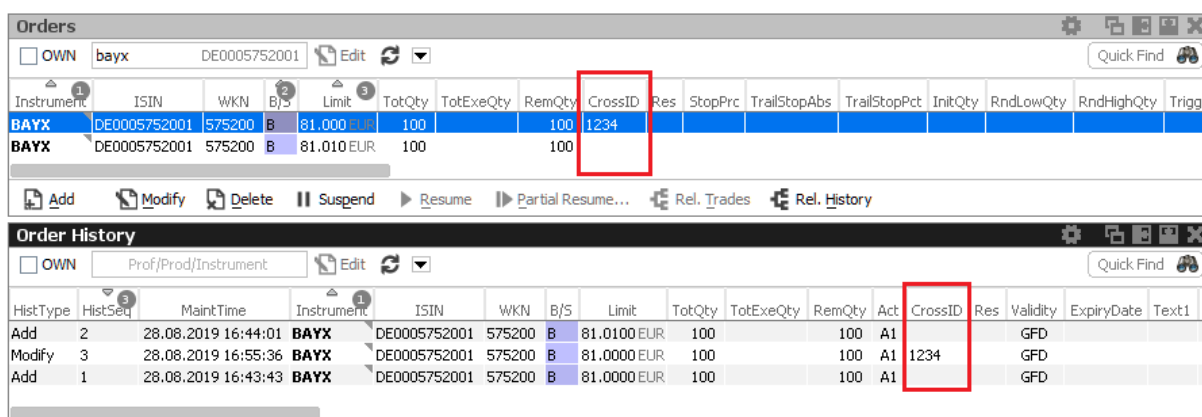 Orders
OWN bayx DE0005752001 Edit Quick Find
Instrument 1 ISIN WKN B/S 2 Limit 3 TotQty TotExeQty RemQty CrossID Res StopPrc TrailStopAbs TrailStopPct InitQty RndLowQty RndHighQty Trigg
BAYX DE0005752001 575200 B 81.000 EUR 100 100 1234
BAYX DE0005752001 575200 B 81.010 EUR 100 100
Add Modify Delete Suspend Resume Partial Resume... Rel. Trades Rel. History
Order History
OWN Prof/Prod/Instrument Edit Quick Find
HistType HistSeq 3 MaintTime Instrument 1 ISIN WKN B/S Limit TotQty TotExeQty RemQty Act CrossID Res Validity ExpiryDate Text1
Add 2 28.08.2019 16:44:01 BAYX DE0005752001 575200 B 81.0100 EUR 100 100 A1 GFD
Modify 3 28.08.2019 16:55:36 BAYX DE0005752001 575200 B 81.0000 EUR 100 100 A1 1234 GFD
Add 1 28.08.2019 16:43:43 BAYX DE0005752001 575200 B 81.0000 EUR 100 100 A1 GFD